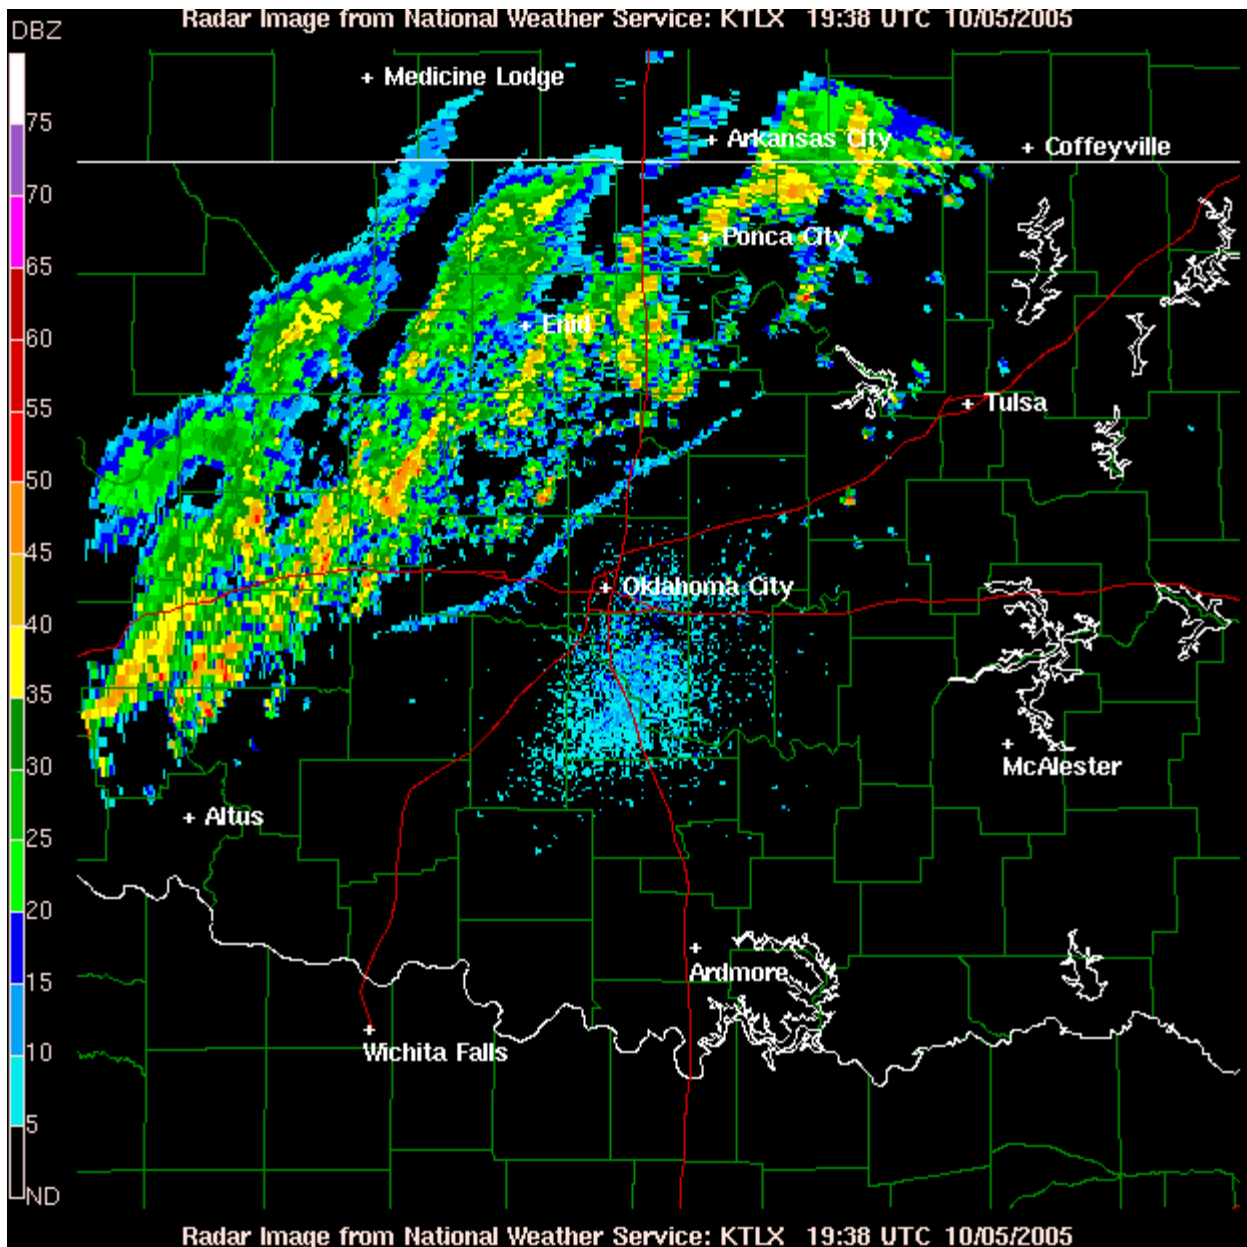 Radar Image from National Weather Service: KTLX 19:38 UTC 10/05/2005
DBZ
Medicine Lodge
75
Arkansas City
Coffeyville
70
Ponca City
65
Enid
60
Tulsa
55
50
45
Oklahoma City
40
35
McAlester
30
Altus
25
20
Ardmore
15
Wichita Falls
10
5
ND
Radar Image from National Weather Service: KTLX 19:38 UTC 10/05/2005